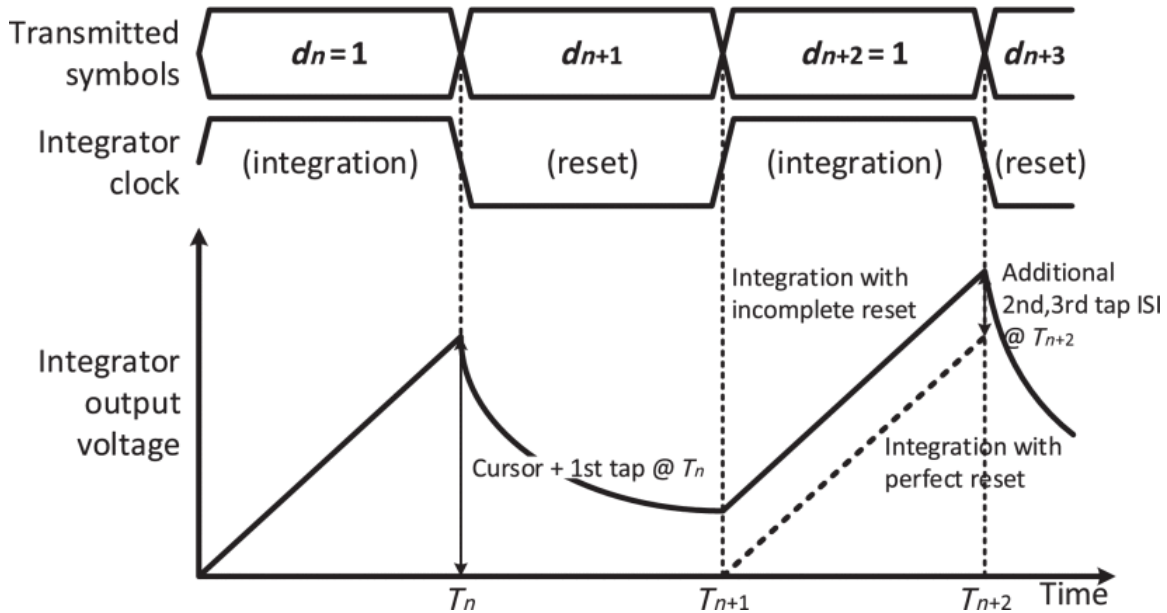 Transmitted
symbols
dn = 1
dn+1
dn+2 = 1
dn+3
Integrator
clock
(integration)
(reset)
(integration)
(reset)
Integrator
output
voltage
Integration with
incomplete reset
Additional
2nd,3rd tap ISI
@ Tn+2
Cursor + 1st tap @ Tn
Integration with
perfect reset
Tn
Tn+1
Tn+2
Time